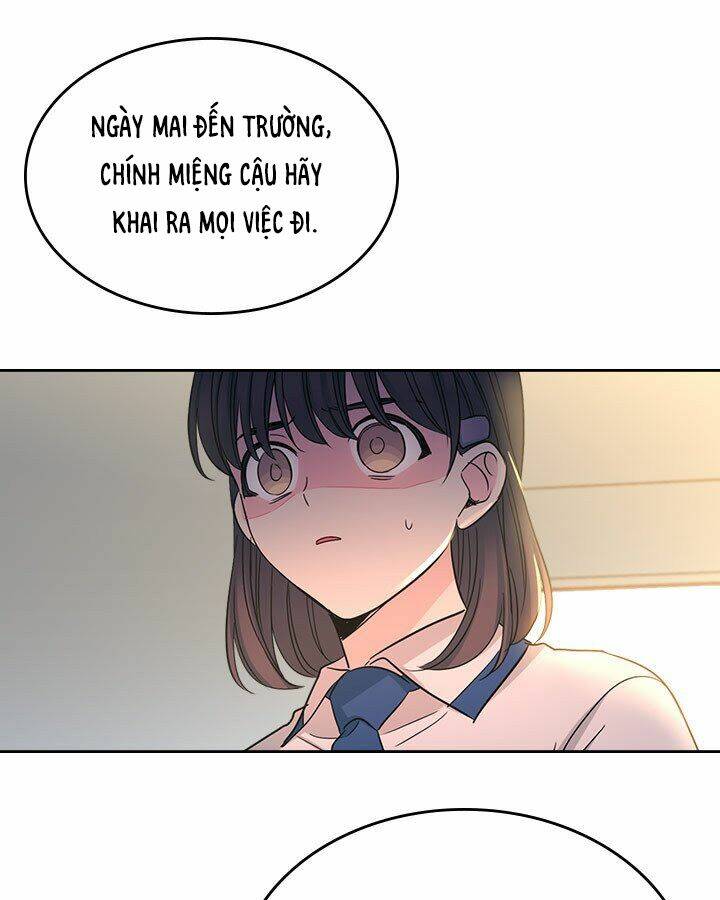 NGÀY MAI ĐẾN TRƯỜNG,
CHÍNH MIỆNG CẬU HÃY
KHAI RA MỌI VIỆC ĐI.